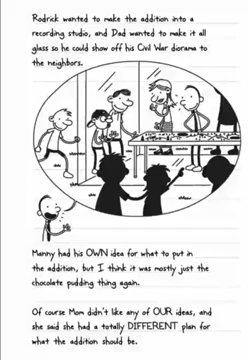 Rodrick wanted to make the addition into a
recording studio, and Dad wanted to make it all
glass so he could show off his Civil War diorama to
the neighbors.
Manny had his OWN idea for what to put in
the addition, but I think it was mostly just the
chocolate pudding thing again.
Of course Mom didn't like any of OUR ideas, and
she said she had a totally DIFFERENT plan for
what the addition should be.